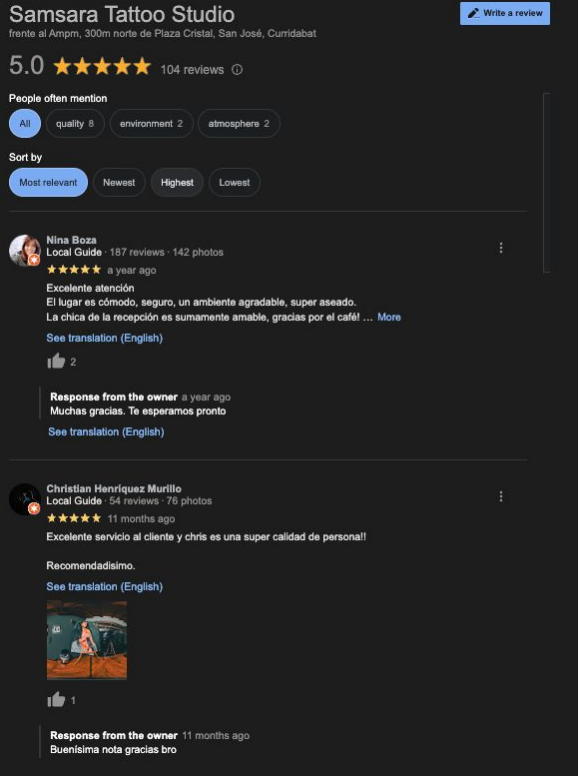 Samsara Tattoo Studio
Write a review
frente al Ampm, 300m norte de Plaza Cristal, San José, Curridabat
5.0 104 reviews
People often mention
All quality 8 environment 2 atmosphere 2
Sort by
Most relevant Newest Highest Lowest
Nina Boza
Local Guide · 187 reviews · 142 photos
a year ago
Excelente atención
El lugar es cómodo, seguro, un ambiente agradable, super aseado.
La chica de la recepción es sumamente amable, gracias por el café! … More
See translation (English)
2
Response from the owner a year ago
Muchas gracias. Te esperamos pronto
See translation (English)
Christian Henriquez Murillo
Local Guide · 54 reviews · 76 photos
11 months ago
Excelente servicio al cliente y chris es una super calidad de persona!!
Recomendadisimo.
See translation (English)
1
Response from the owner 11 months ago
Buenísima nota gracias bro